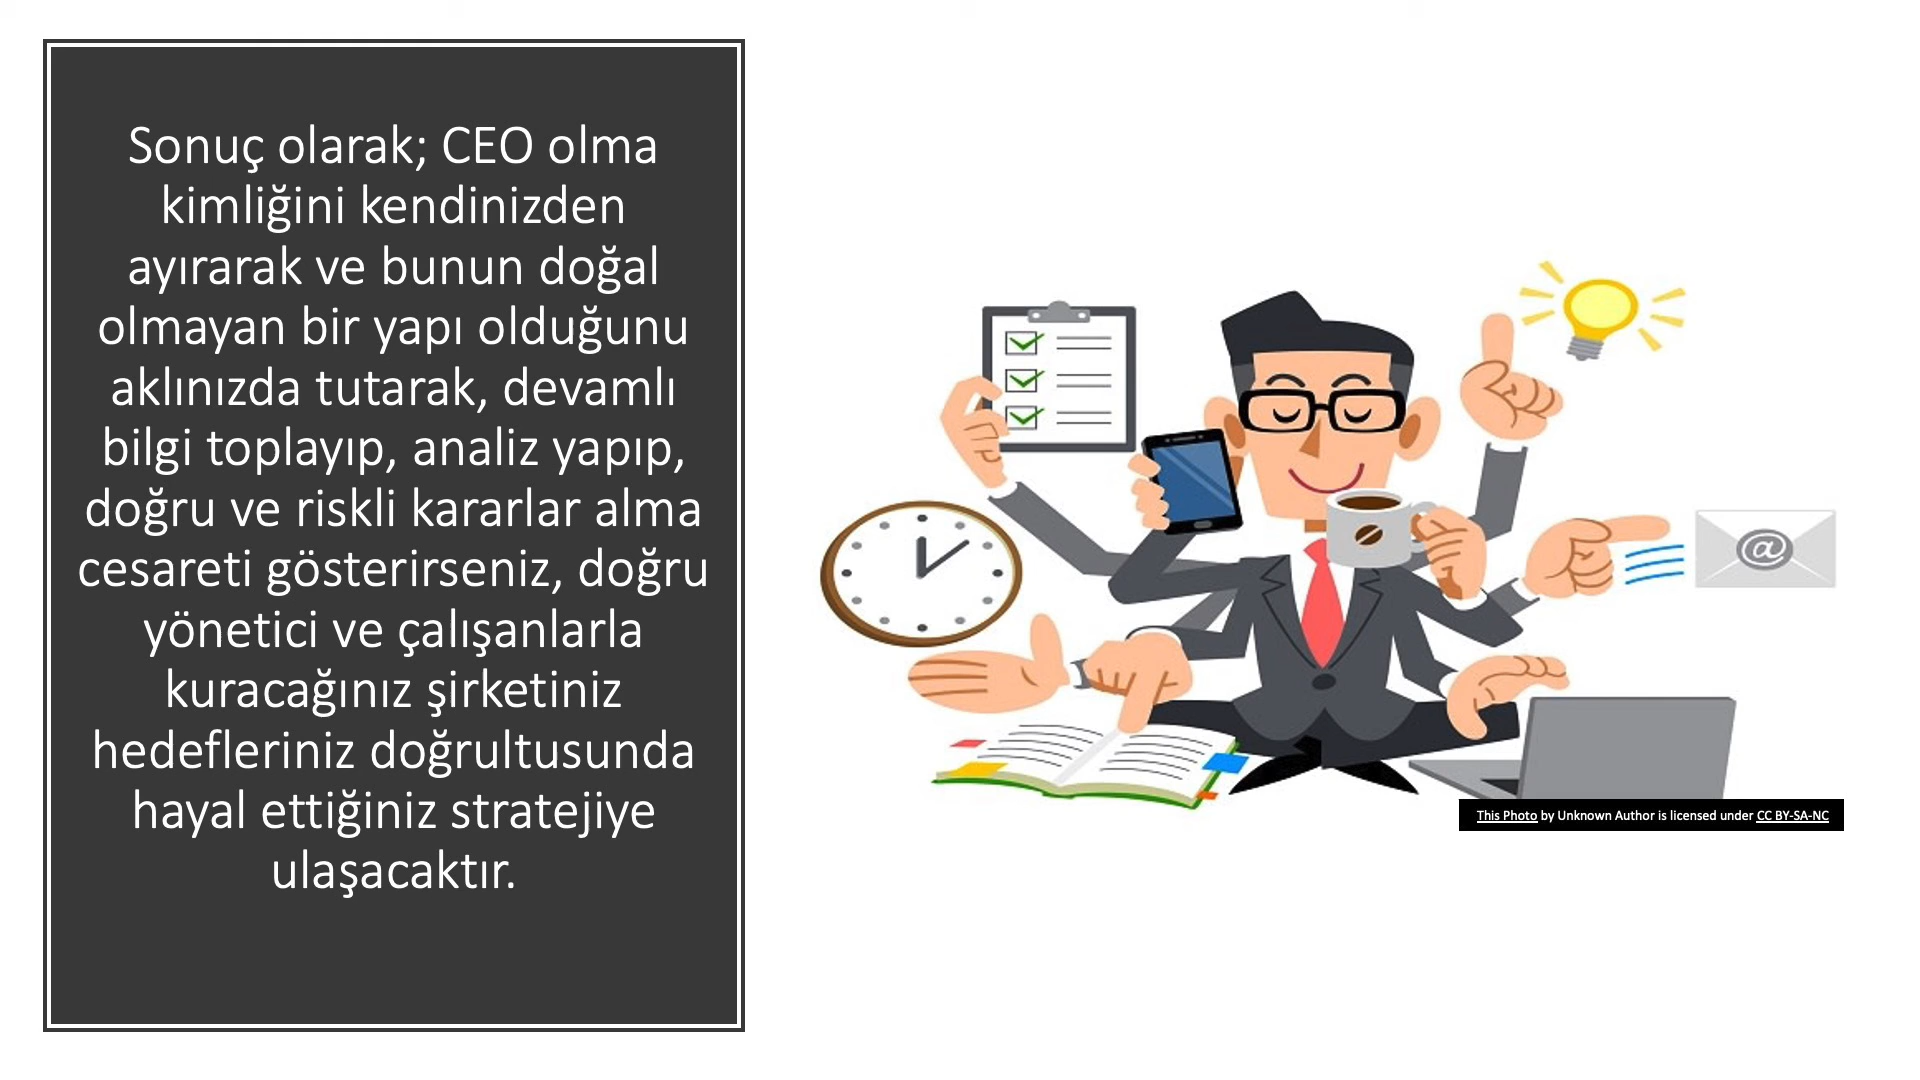 Sonuç olarak; CEO olma
kimliğini kendinizden
ayırarak ve bunun doğal
olmayan bir yapı olduğunu
aklınızda tutarak, devamlı
bilgi toplayıp, analiz yapıp,
doğru ve riskli kararlar alma
cesareti gösterirseniz, doğru
yönetici ve çalışanlarla
kuracağınız şirketiniz
hedefleriniz doğrultusunda
hayal ettiğiniz stratejiye
ulaşacaktır.
@
This Photo by Unknown Author is licensed under CC BY-SA-NC